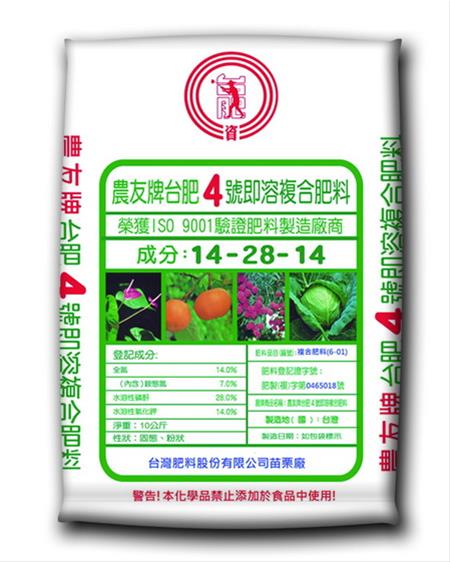 資
農友牌台肥4號即溶複合肥料
榮獲ISO 9001驗證肥料製造廠商
成分:14-28-14
登記成分:
全氮 14.0%
(內含)銨態氮 7.0%
水溶性磷酐 28.0%
水溶性氧化鉀 14.0%
淨重:10公斤
性狀:固態、粉狀
肥料品目(編號):複合肥料(6-01)
肥料登記證字號:
肥製(複)字第0465018號
製造地(國):台灣
製造日期:如包裝標示
台灣肥料股份有限公司苗栗廠
警告!本化學品禁止添加於食品中使用!
農友牌 台肥 4號即溶複合肥料
農友牌 台肥 4號即溶複合肥料